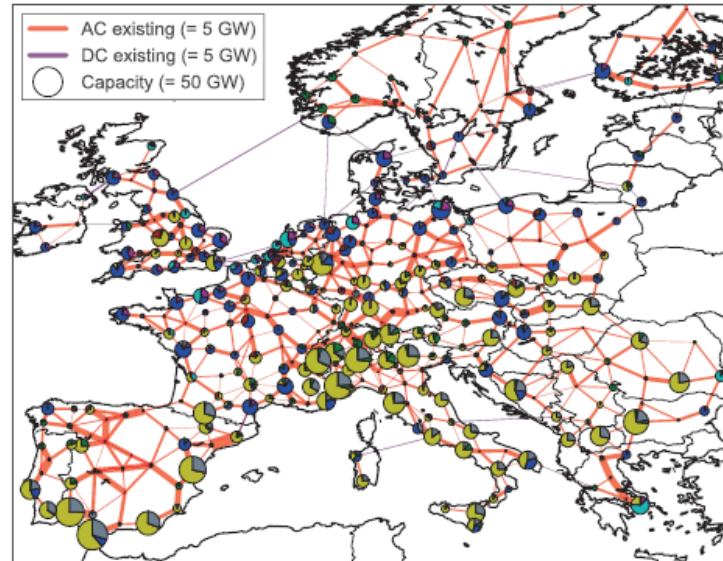 AC existing (= 5 GW)
DC existing (= 5 GW)
Capacity (= 50 GW)